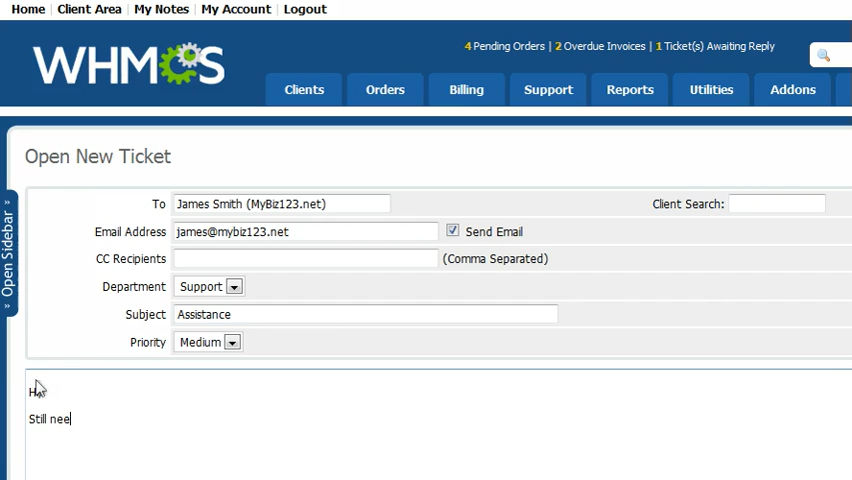 Home Client Area My Notes My Account Logout
4 Pending Orders | 2 Overdue Invoices | 1 Ticket(s) Awaiting Reply
WHMCS
Clients Orders Billing Support Reports Utilities Addons
Open New Ticket
To James Smith (MyBiz123.net) Client Search:
Email Address james@mybiz123.net Send Email
CC Recipients (Comma Separated)
Department Support
Subject Assistance
Priority Medium
» Open Sidebar »
Still nee